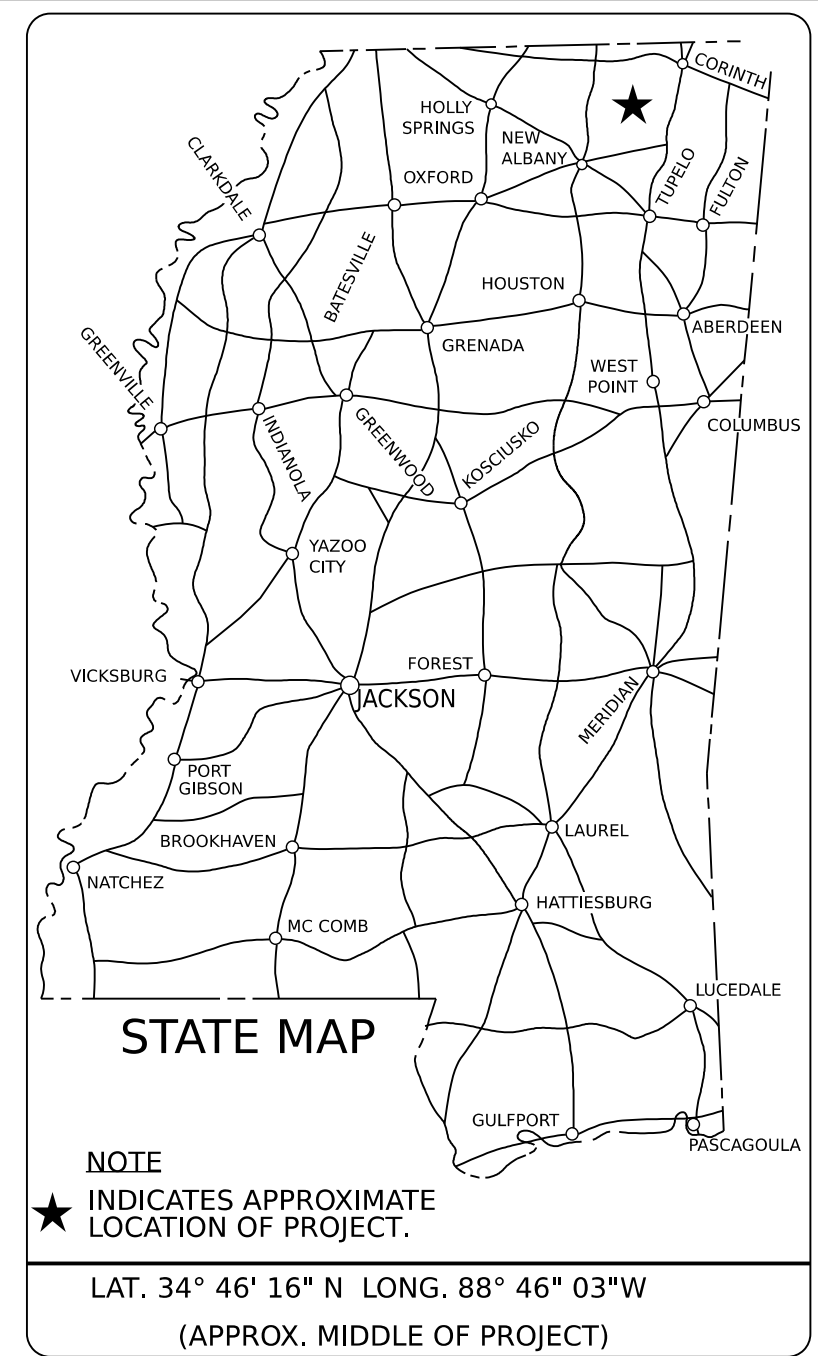 CORINTH
HOLLY
SPRINGS
NEW
ALBANY
CLARKDALE
OXFORD
TUPELO
FULTON
BATESVILLE
HOUSTON
ABERDEEN
GREENVILLE
GRENADA
WEST
POINT
COLUMBUS
INDIANOLA
GREENWOOD
KOSCIUSKO
YAZOO
CITY
VICKSBURG
FOREST
JACKSON
MERIDIAN
PORT
GIBSON
BROOKHAVEN
LAUREL
NATCHEZ
HATTIESBURG
MC COMB
LUCEDALE
STATE MAP
GULFPORT
PASCAGOULA
NOTE
INDICATES APPROXIMATE
LOCATION OF PROJECT.
LAT. 34° 46' 16" N LONG. 88° 46' 03"W
(APPROX. MIDDLE OF PROJECT)